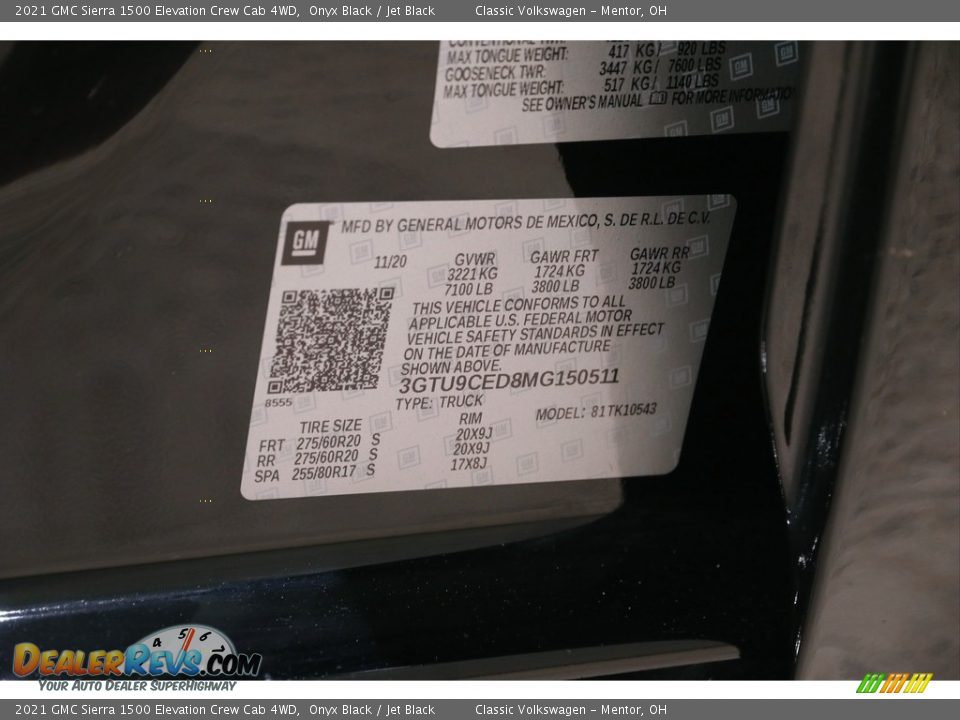 2021 GMC Sierra 1500 Elevation Crew Cab 4WD, Onyx Black / Jet Black Classic Volkswagen – Mentor, OH
MAX TONGUE WEIGHT: 417 KG/ 920 LBS
GOOSENECK TWR: 3447 KG/ 7600 LBS
MAX TONGUE WEIGHT: 517 KG/ 1140 LBS
SEE OWNER'S MANUAL FOR MORE INFORMATION
GM MFD BY GENERAL MOTORS DE MEXICO, S. DE R.L. DE C.V.
11/20 GVWR GAWR FRT GAWR RR
3221 KG 1724 KG 1724 KG
7100 LB 3800 LB 3800 LB
THIS VEHICLE CONFORMS TO ALL
APPLICABLE U.S. FEDERAL MOTOR
VEHICLE SAFETY STANDARDS IN EFFECT
ON THE DATE OF MANUFACTURE
SHOWN ABOVE.
3GTU9CED8MG150511
8555 TYPE: TRUCK
MODEL: 81TK10543
TIRE SIZE RIM
FRT 275/60R20 S 20X9J
RR 275/60R20 S 20X9J
SPA 255/80R17 S 17X8J
DEALERREVS.COM
4 5 6
YOUR AUTO DEALER SUPERHIGHWAY
2021 GMC Sierra 1500 Elevation Crew Cab 4WD, Onyx Black / Jet Black Classic Volkswagen – Mentor, OH